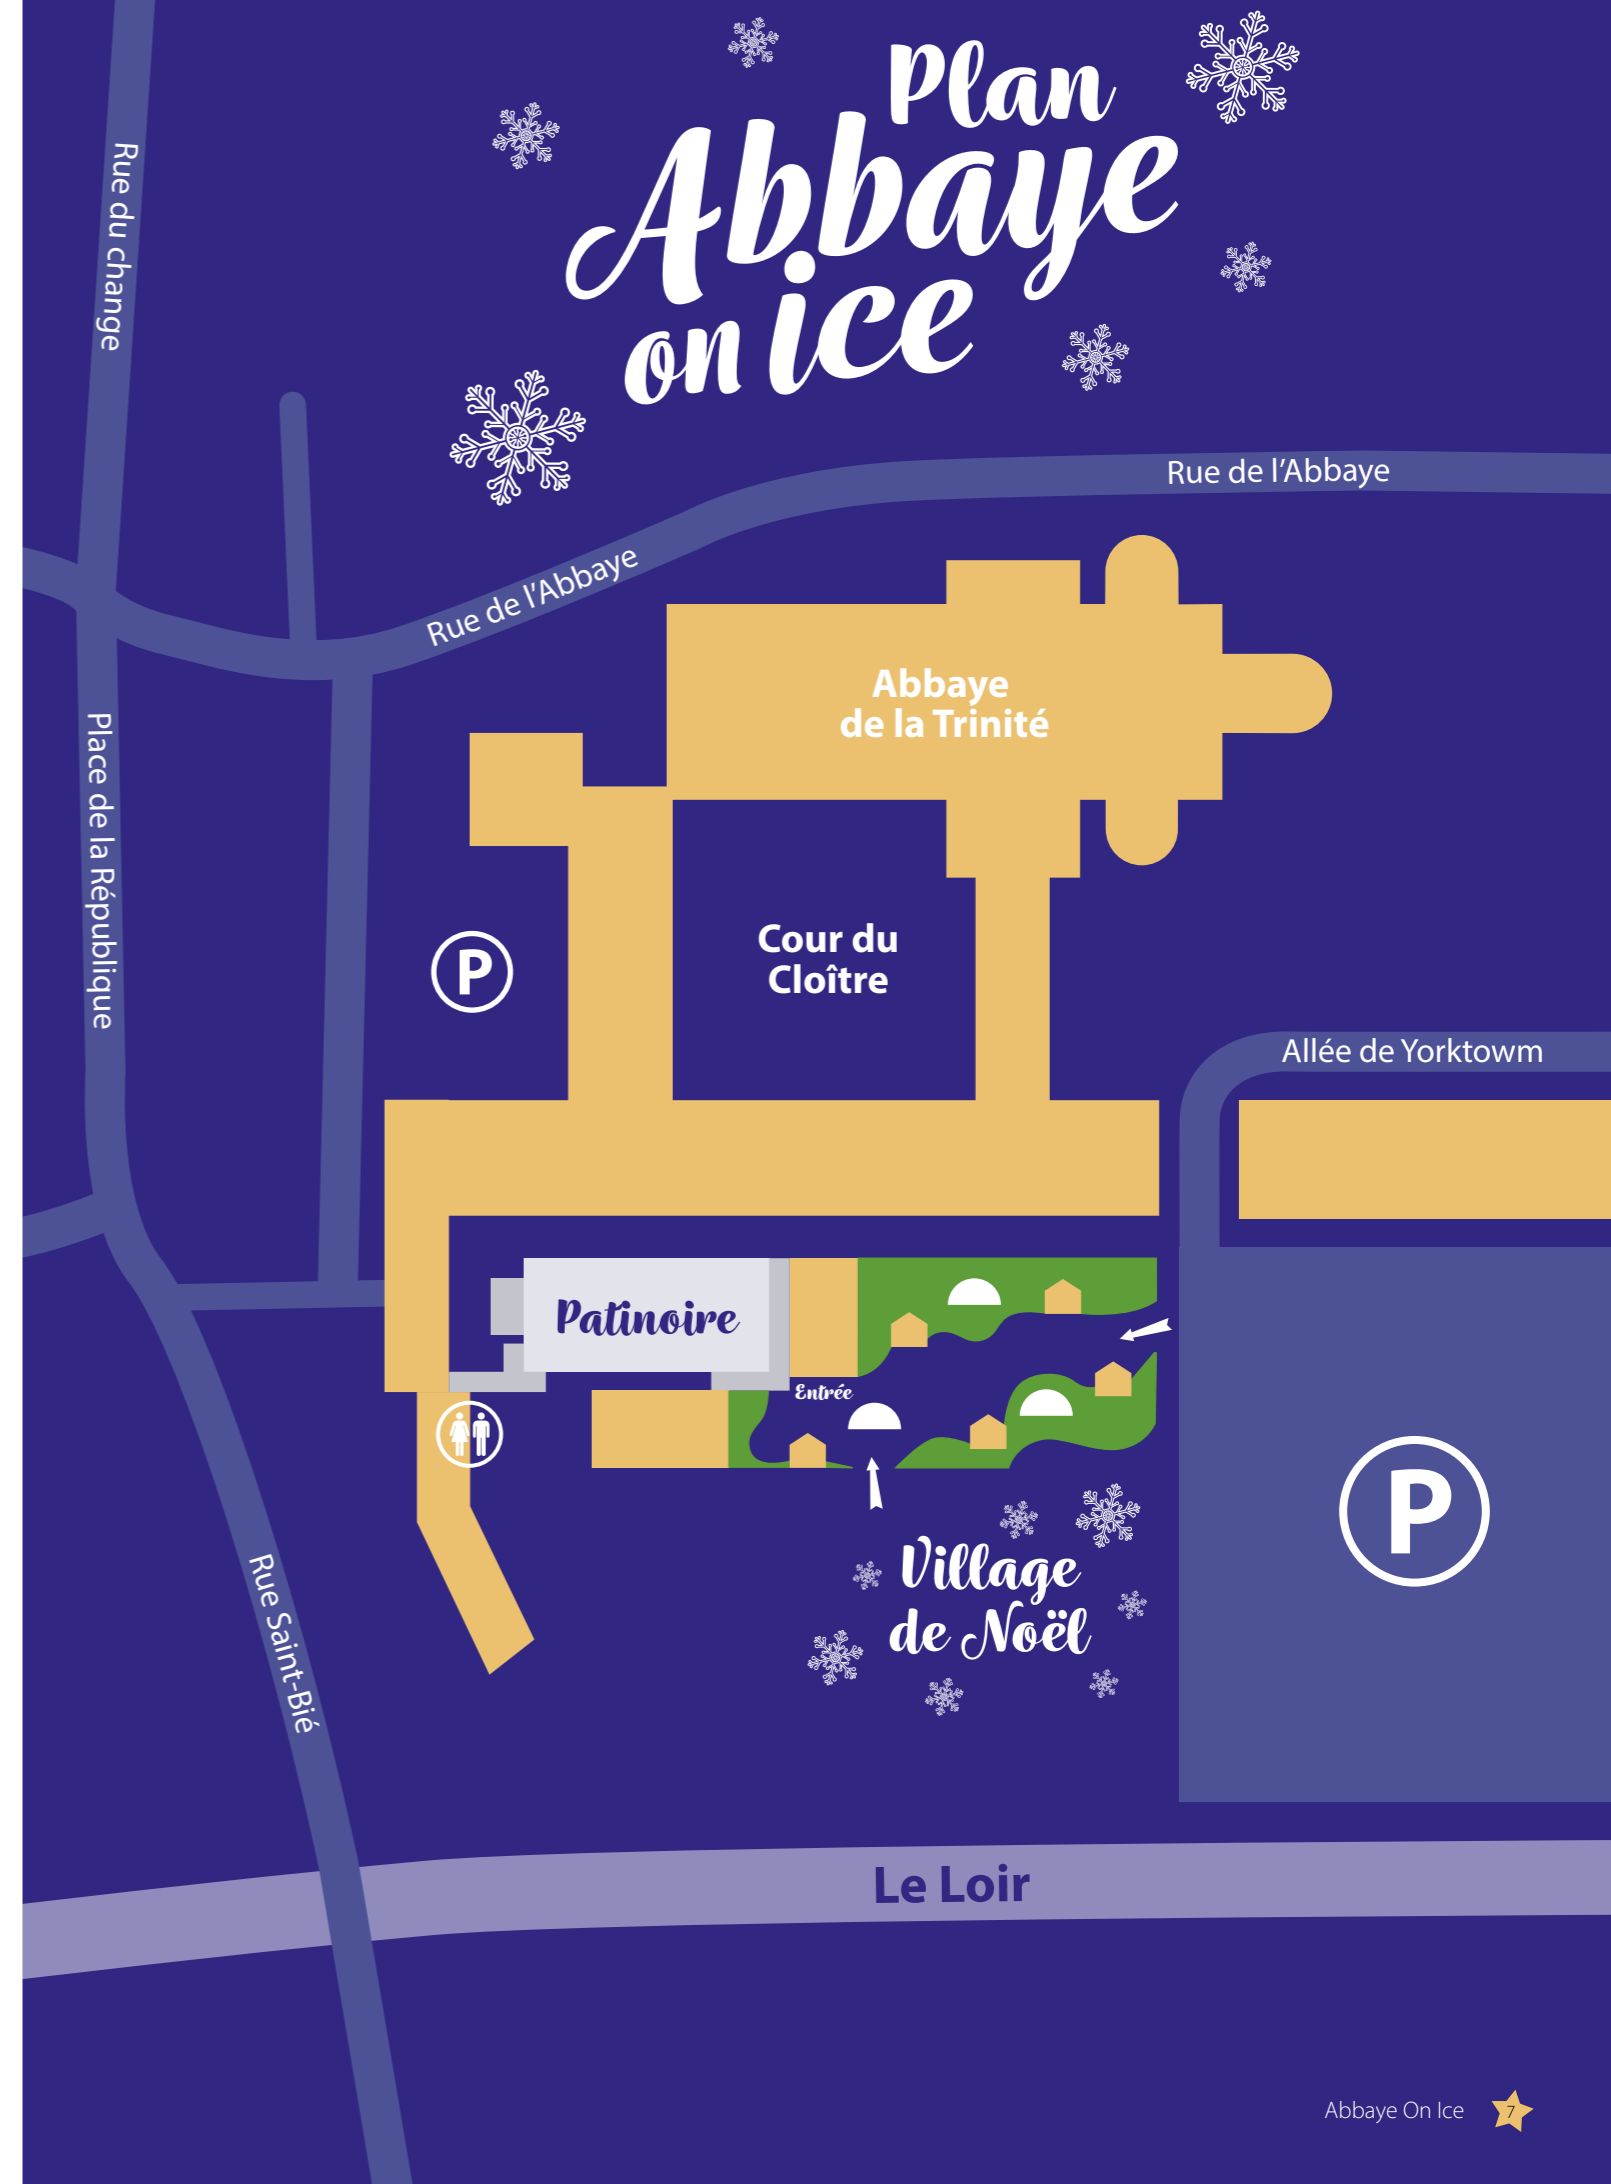 Plan
Abbaye
on ice
Rue du change
Rue de l'Abbaye
Rue de l'Abbaye
Abbaye
de la Trinité
Place de la République
Cour du
Cloître
P
Allée de Yorktowm
Patinoire
Entrée
P
Village
de Noël
Rue Saint-Bié
Le Loir
Abbaye On Ice 7